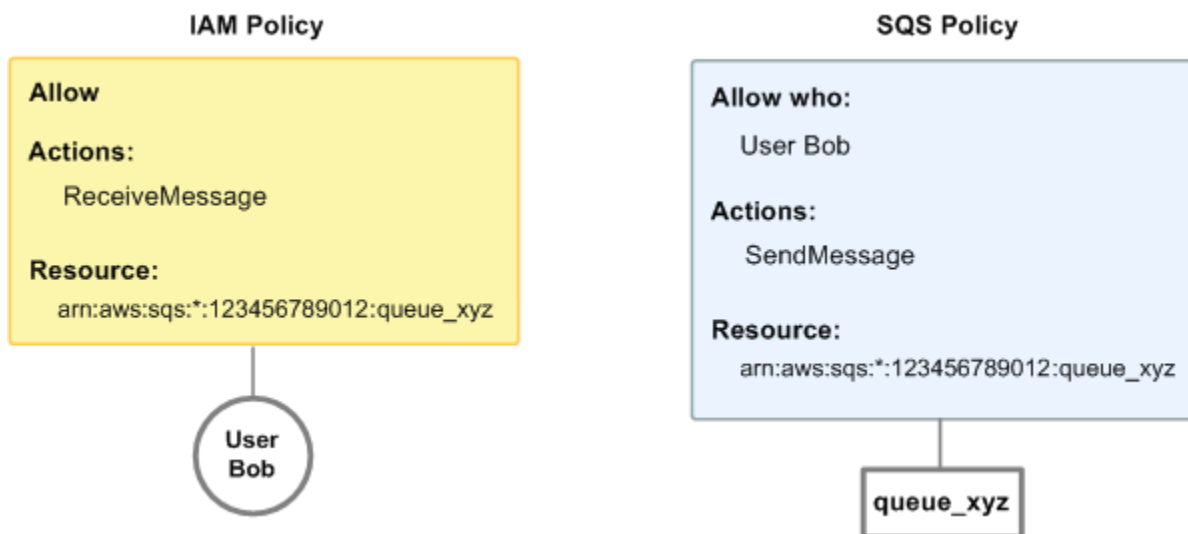 IAM Policy
Allow
Actions:
ReceiveMessage
Resource:
arn:aws:sqs:*:123456789012:queue_xyz
User
Bob
SQS Policy
Allow who:
User Bob
Actions:
SendMessage
Resource:
arn:aws:sqs:*:123456789012:queue_xyz
queue_xyz